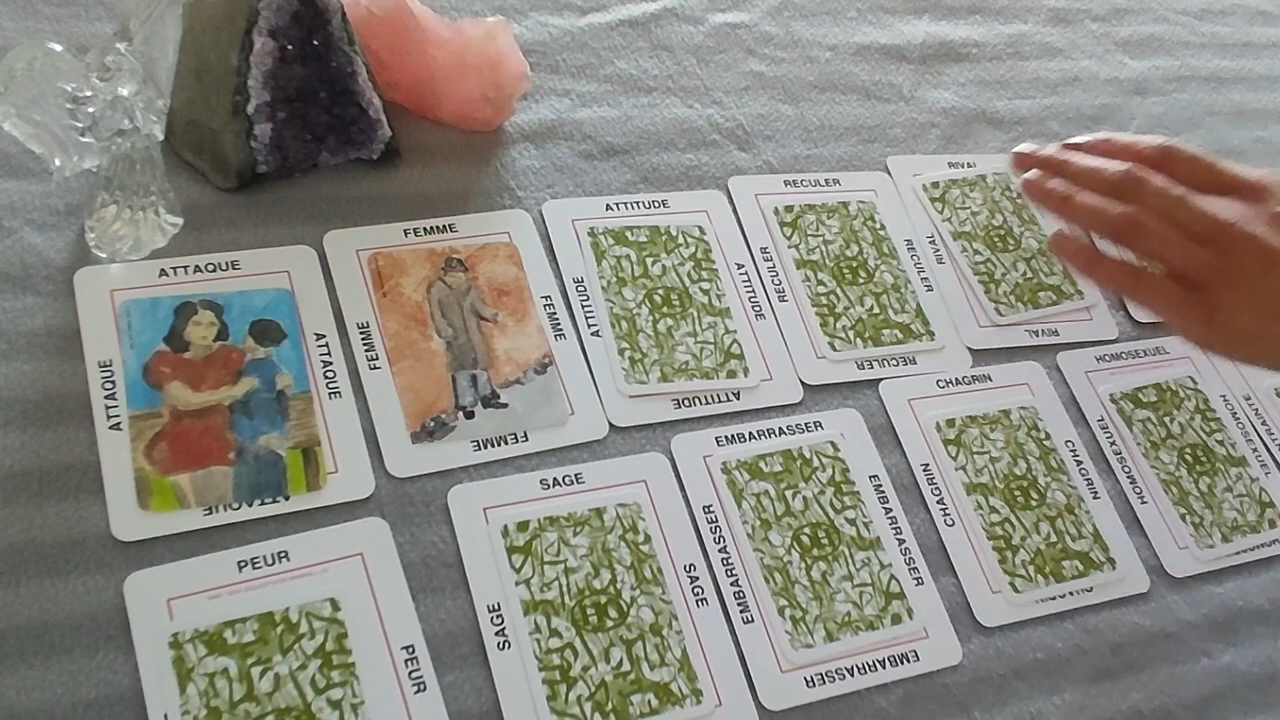 ATTAQUE
ATTAQUE
ATTAQUE
ATTAQUE
FEMME
FEMME
FEMME
FEMME
ATTITUDE
ATTITUDE
ATTITUDE
ATTITUDE
RECULER
RECULER
RECULER
RECULER
RIVAL
RIVAL
RIVAL
PEUR
PEUR
SAGE
SAGE
SAGE
EMBARRASSER
EMBARRASSER
EMBARRASSER
EMBARRASSER
CHAGRIN
CHAGRIN
CHAGRIN
CHAGRIN
HOMOSEXUEL
HOMOSEXUEL
HOMOSEXUEL